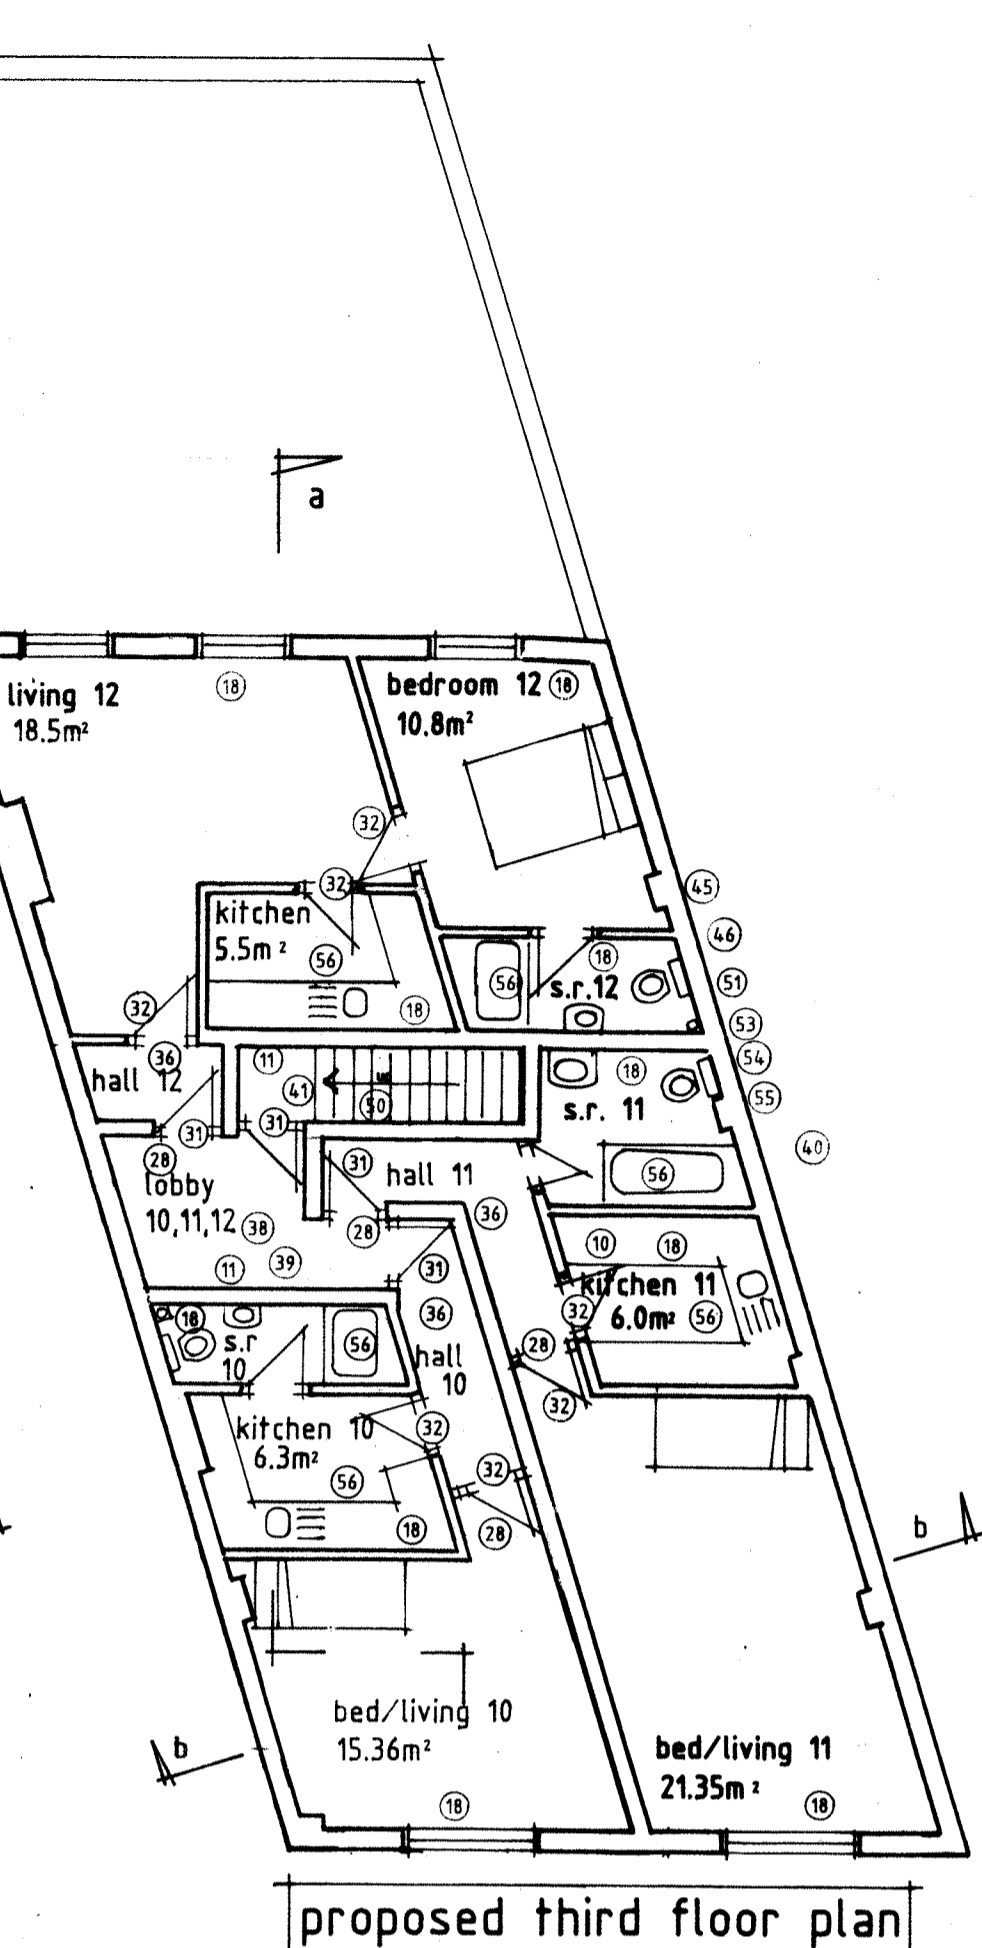 a
living 12
18.5m²
18
bedroom 12
18
10.8m²
32
32
kitchen
5.5m²
56
18
45
46
18
56
s.r.12
51
53
54
55
40
32
36
hall 12
11
41
50
18
s.r. 11
31
31
28
31
hall 11
56
lobby
10,11,12
38
28
36
11
39
31
10
18
kitchen 11
6.0m²
56
32
18
s.r
10
56
36
hall
10
28
32
kitchen 10
6.3m²
32
56
32
18
28
b
bed/living 10
15.36m²
b
bed/living 11
21.35m²
18
18
proposed third floor plan